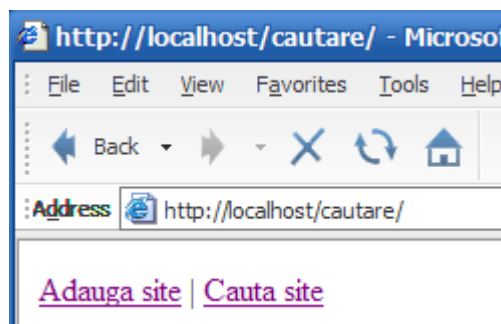 http://localhost/cautare/ - Microso
File Edit View Favorites Tools Help
Back
Address http://localhost/cautare/
Adauga site | Cauta site